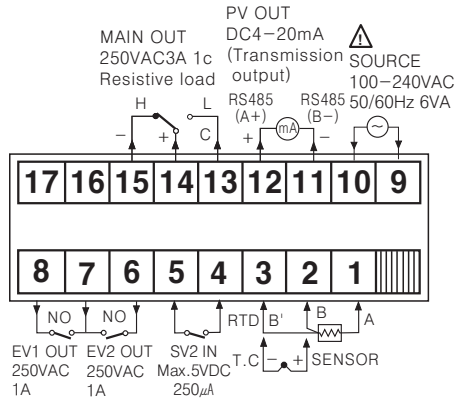 MAIN OUT
250VAC3A 1c
Resistive load
PV OUT
DC4−20mA
(Transmission
output)
SOURCE
100−240VAC
50/60Hz 6VA
H
L
C
− +
RS485
(A+)
RS485
(B−)
+ mA −
17 16 15 14 13 12 11 10 9
8 7 6 5 4 3 2 1
NO NO
EV1 OUT
250VAC
1A
EV2 OUT
250VAC
1A
SV2 IN
Max.5VDC
250㎂
RTD B' B A
T.C − + SENSOR